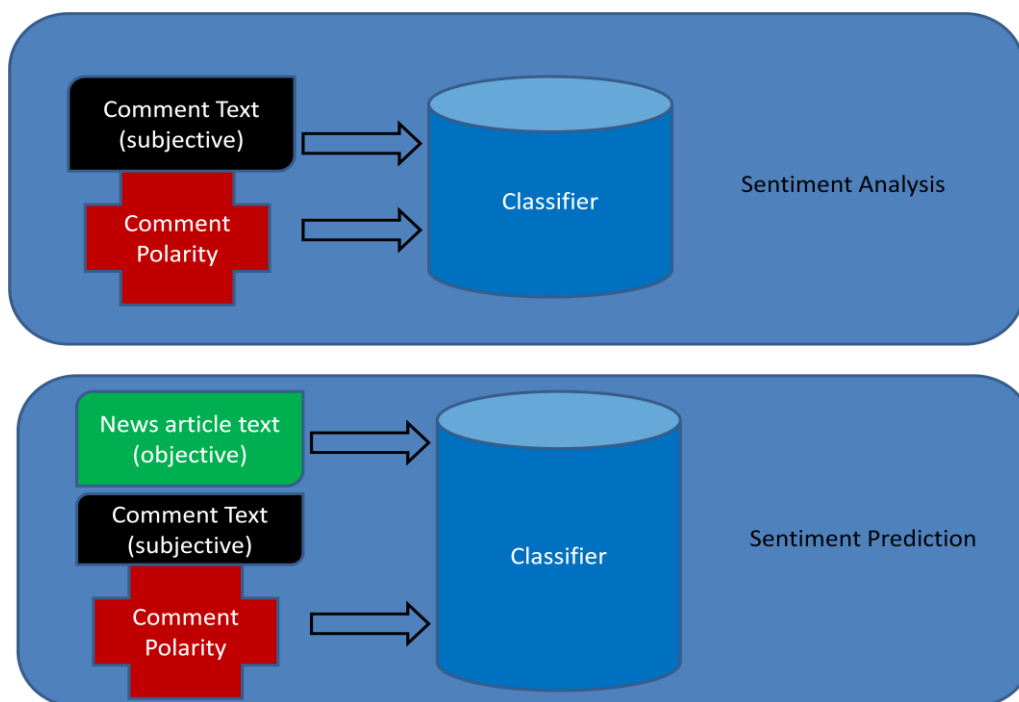 Comment Text
(subjective)
Comment
Polarity
Classifier
Sentiment Analysis
News article text
(objective)
Comment Text
(subjective)
Comment
Polarity
Classifier
Sentiment Prediction